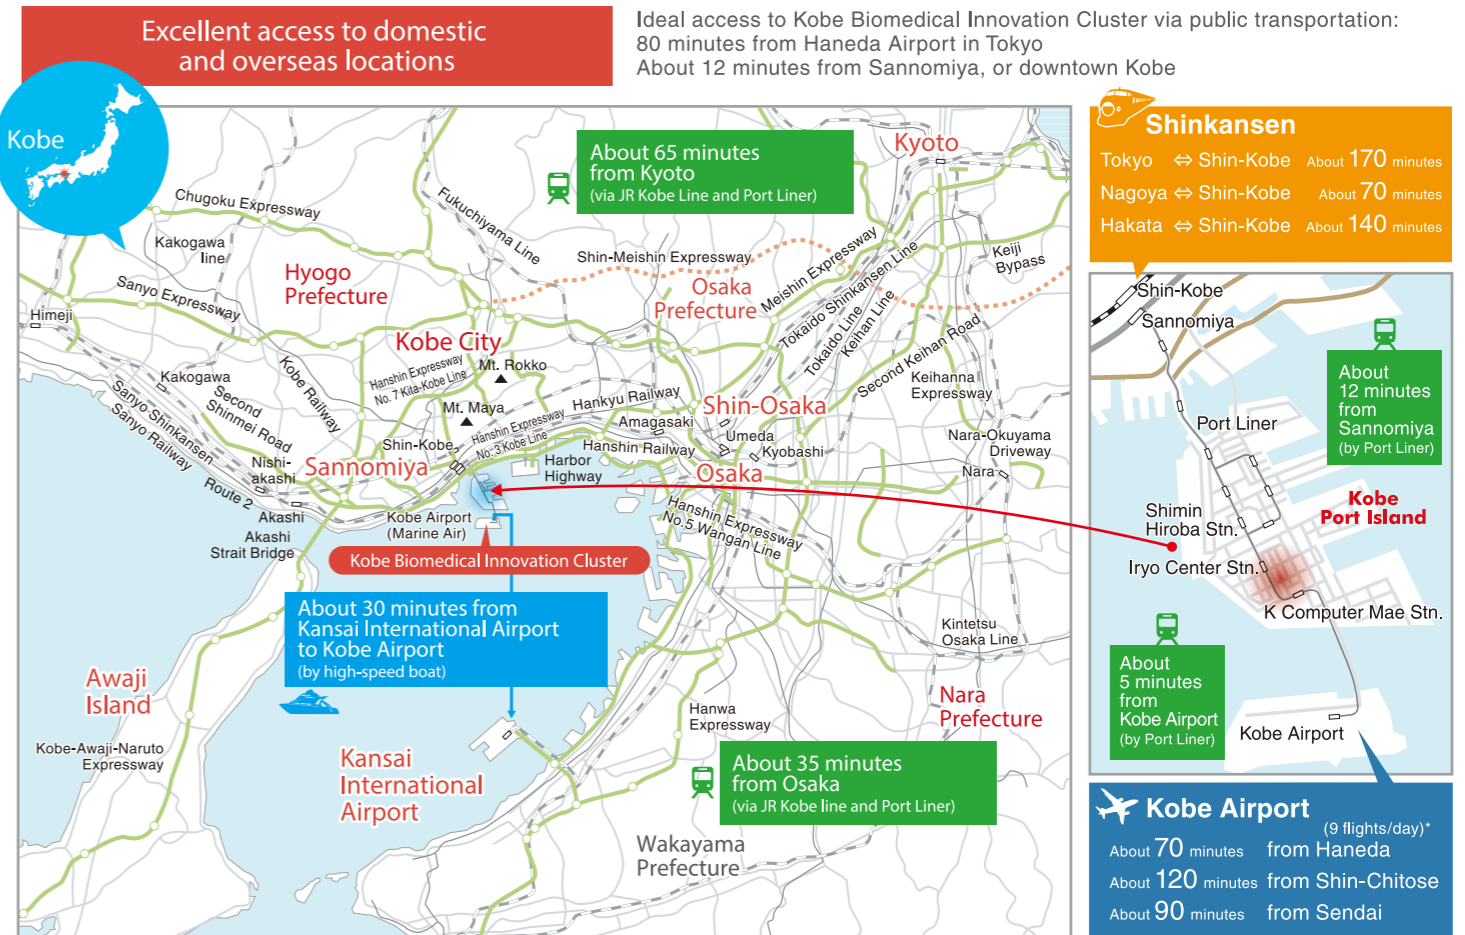 Excellent access to domestic
and overseas locations
Ideal access to Kobe Biomedical Innovation Cluster via public transportation:
80 minutes from Haneda Airport in Tokyo
About 12 minutes from Sannomiya, or downtown Kobe
Kobe
About 65 minutes
from Kyoto
(via JR Kobe Line and Port Liner)
Kyoto
Chugoku Expressway
Fukuchiyama Line
Kakogawa
line
Shin-Meishin Expressway
Meishin Expressway
Keiji
Bypass
Hyogo
Prefecture
Osaka
Prefecture
Sanyo Expressway
Tokaido Shinkansen Line
Tokaido Line
Keihan Line
Himeji
Kobe City
Second Keihan Road
Kobe Railway
Hanshin Expressway
No. 7 Kita-Kobe Line
Mt. Rokko
Kakogawa
Second
Shinmei Road
Keihanna
Expressway
Hankyu Railway
Shin-Osaka
Mt. Maya
Sanyo Shinkansen
Sanyo Railway
Hanshin Expressway
No. 3 Kobe Line
Amagasaki
Umeda
Kyobashi
Nara-Okuyama
Driveway
Shin-Kobe
Hanshin Railway
Nishi-
akashi
Sannomiya
Harbor
Highway
Osaka
Nara
Route 2
Akashi
Kobe Airport
(Marine Air)
Hanshin Expressway
No.5 Wangan Line
Akashi
Strait Bridge
Kobe Biomedical Innovation Cluster
About 30 minutes from
Kansai International Airport
to Kobe Airport
(by high-speed boat)
Kintetsu
Osaka Line
Awaji
Island
Nara
Prefecture
Hanwa
Expressway
Kobe-Awaji-Naruto
Expressway
Kansai
International
Airport
About 35 minutes
from Osaka
(via JR Kobe line and Port Liner)
Wakayama
Prefecture
Shinkansen
Tokyo ⇔ Shin-Kobe About 170 minutes
Nagoya ⇔ Shin-Kobe About 70 minutes
Hakata ⇔ Shin-Kobe About 140 minutes
Shin-Kobe
Sannomiya
About
12 minutes
from
Sannomiya
(by Port Liner)
Port Liner
Kobe
Port Island
Shimin
Hiroba Stn.
Iryo Center Stn.
K Computer Mae Stn.
About
5 minutes
from
Kobe Airport
(by Port Liner)
Kobe Airport
Kobe Airport
(9 flights/day)*
About 70 minutes from Haneda
About 120 minutes from Shin-Chitose
About 90 minutes from Sendai